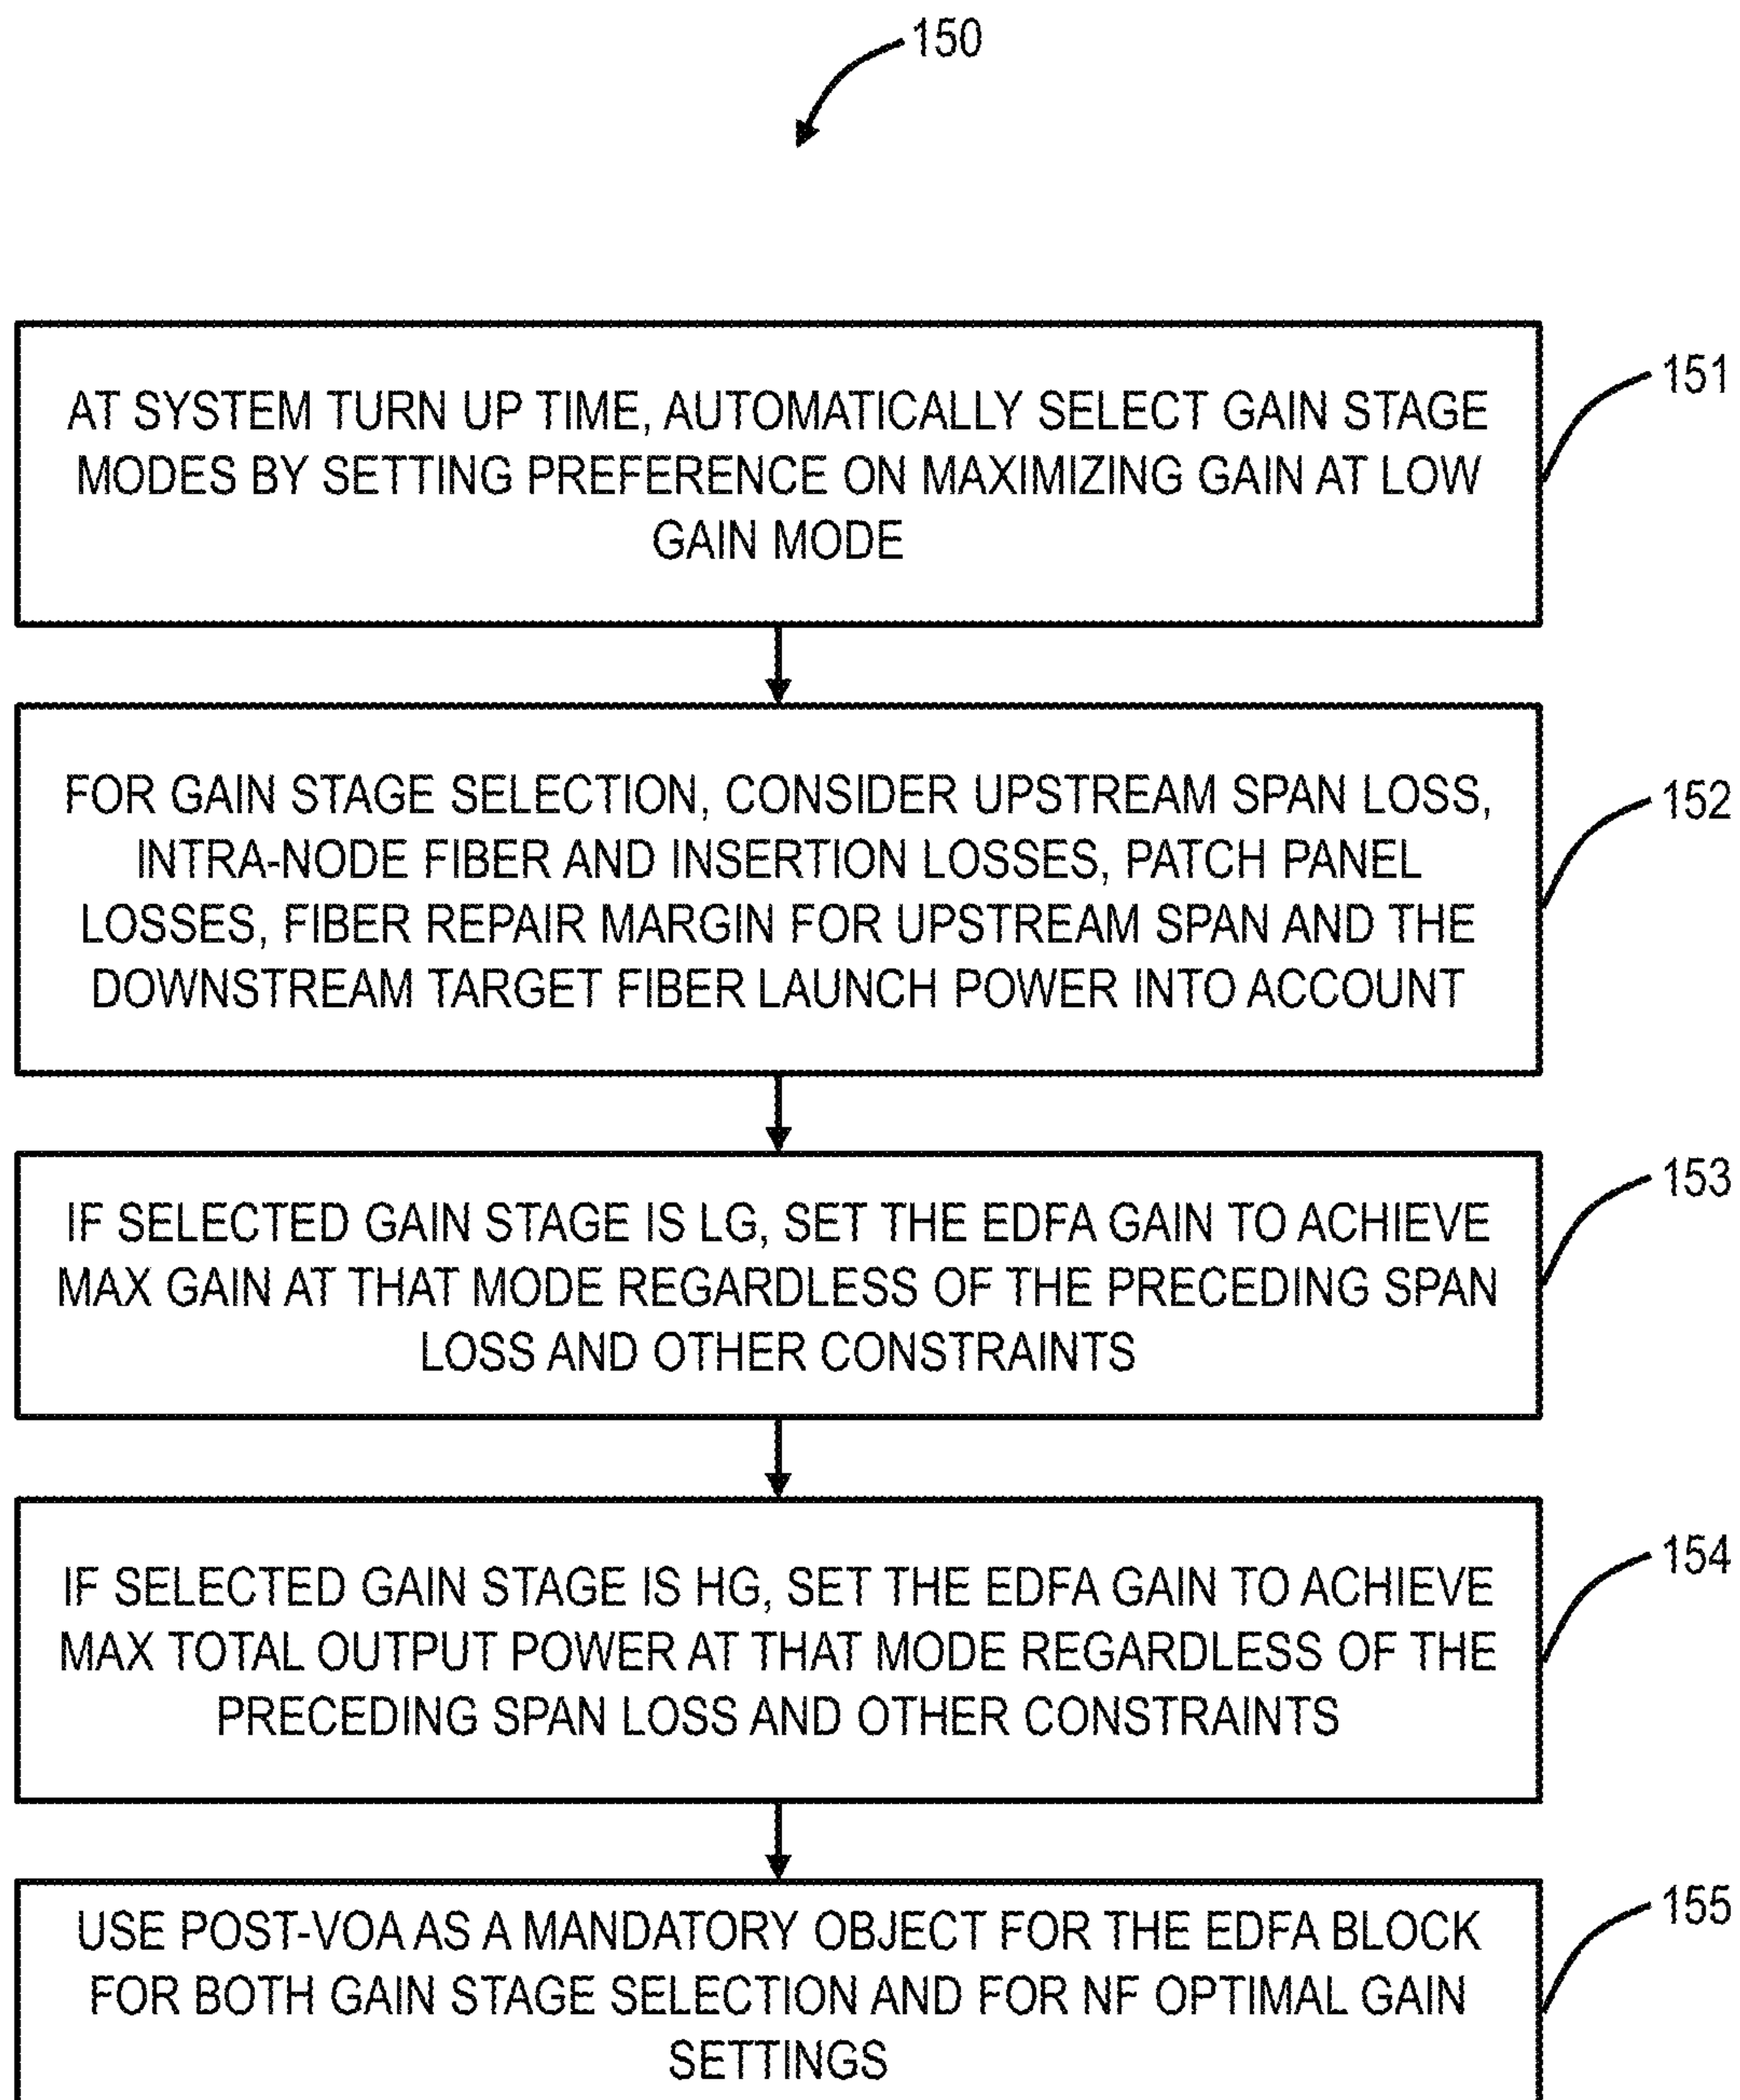 150
AT SYSTEM TURN UP TIME, AUTOMATICALLY SELECT GAIN STAGE
MODES BY SETTING PREFERENCE ON MAXIMIZING GAIN AT LOW
GAIN MODE
151
FOR GAIN STAGE SELECTION, CONSIDER UPSTREAM SPAN LOSS,
INTRA-NODE FIBER AND INSERTION LOSSES, PATCH PANEL
LOSSES, FIBER REPAIR MARGIN FOR UPSTREAM SPAN AND THE
DOWNSTREAM TARGET FIBER LAUNCH POWER INTO ACCOUNT
152
IF SELECTED GAIN STAGE IS LG, SET THE EDFA GAIN TO ACHIEVE
MAX GAIN AT THAT MODE REGARDLESS OF THE PRECEDING SPAN
LOSS AND OTHER CONSTRAINTS
153
IF SELECTED GAIN STAGE IS HG, SET THE EDFA GAIN TO ACHIEVE
MAX TOTAL OUTPUT POWER AT THAT MODE REGARDLESS OF THE
PRECEDING SPAN LOSS AND OTHER CONSTRAINTS
154
USE POST-VOA AS A MANDATORY OBJECT FOR THE EDFA BLOCK
FOR BOTH GAIN STAGE SELECTION AND FOR NF OPTIMAL GAIN
SETTINGS
155